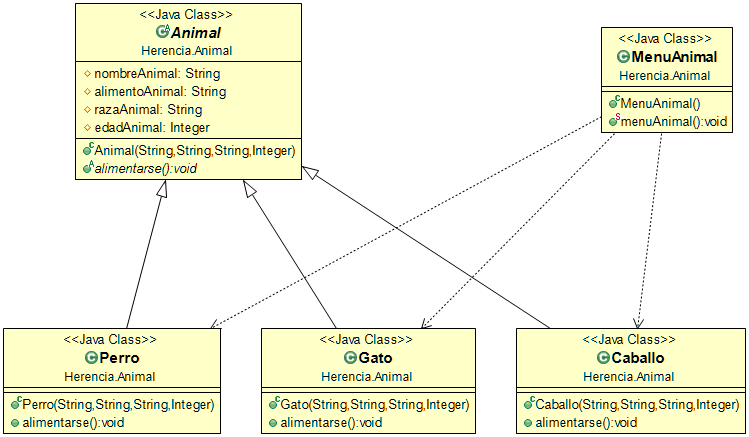 <<Java Class>>
Animal
Herencia.Animal
nombreAnimal: String
alimentoAnimal: String
razaAnimal: String
edadAnimal: Integer
Animal(String,String,String,Integer)
alimentarse():void
<<Java Class>>
MenuAnimal
Herencia.Animal
MenuAnimal()
menuAnimal():void
<<Java Class>>
Perro
Herencia.Animal
Perro(String,String,String,Integer)
alimentarse():void
<<Java Class>>
Gato
Herencia.Animal
Gato(String,String,String,Integer)
alimentarse():void
<<Java Class>>
Caballo
Herencia.Animal
Caballo(String,String,String,Integer)
alimentarse():void